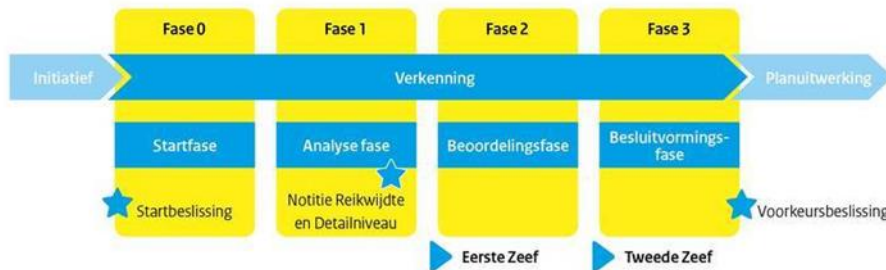 Fase 0
Fase 1
Fase 2
Fase 3
Initiatief
Verkenning
Planuitwerking
Startfase
Analyse fase
Beoordelingsfase
Besluitvormings-
fase
Startbeslissing
Notitie Reikwijdte
en Detailniveau
Voorkeursbeslissing
Eerste Zeef
Tweede Zeef